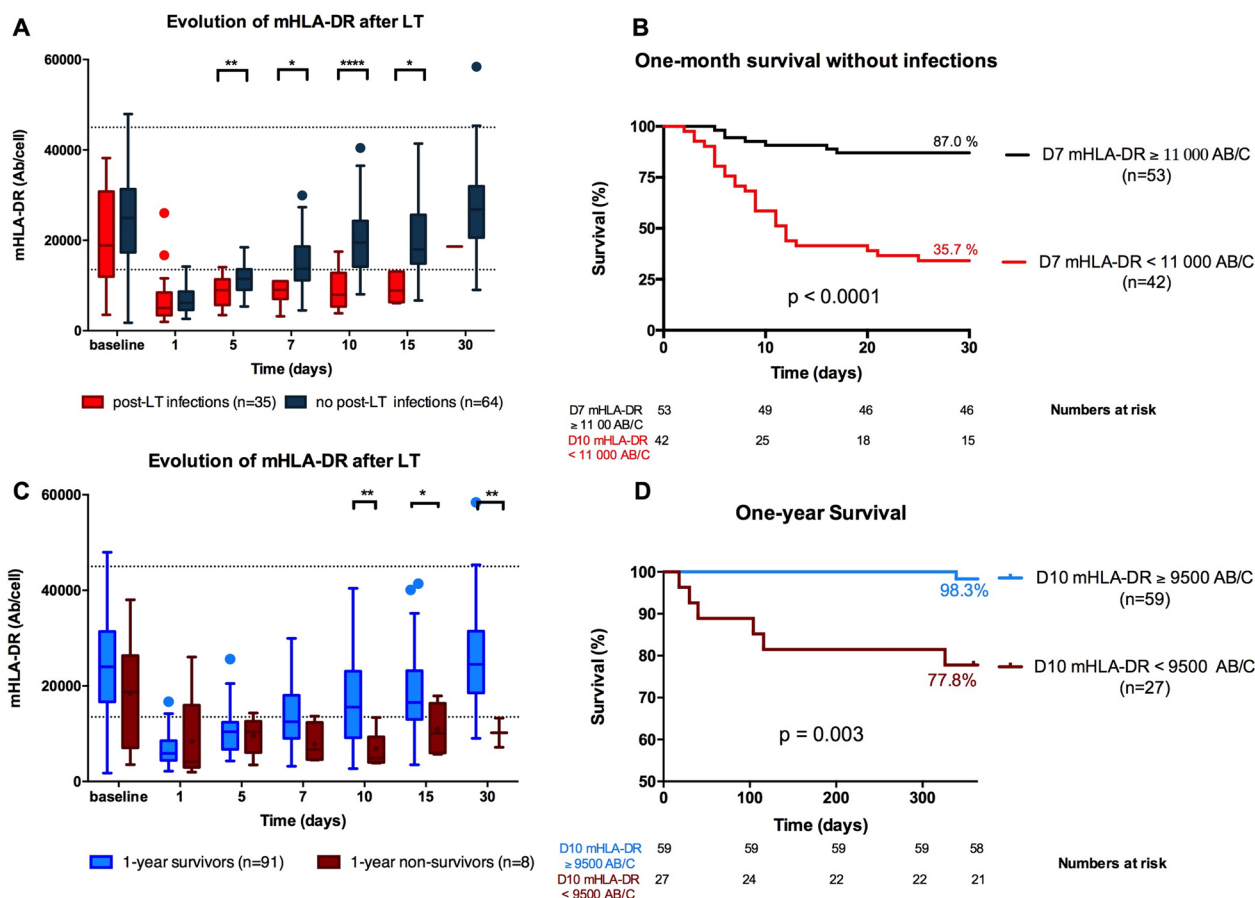 A
Evolution of mHLA-DR after LT
mHLA-DR (Ab/cell)
60000
40000
20000
0
** * **** *
baseline 1 5 7 10 15 30
Time (days)
post-LT infections (n=35) no post-LT infections (n=64)
B
One-month survival without infections
Survival (%)
100
75
50
25
0
87.0 %
35.7 %
p < 0.0001
0 10 20 30
Time (days)
D7 mHLA-DR ≥ 11 000 AB/C
(n=53)
D7 mHLA-DR < 11 000 AB/C
(n=42)
D7 mHLA-DR 53 49 46 46
≥ 11 00 AB/C
D10 mHLA-DR 42 25 18 15
< 11 000 AB/C
Numbers at risk
C
Evolution of mHLA-DR after LT
mHLA-DR (Ab/cell)
60000
40000
20000
0
** * **
baseline 1 5 7 10 15 30
Time (days)
1-year survivors (n=91) 1-year non-survivors (n=8)
D
One-year Survival
Survival (%)
100
90
80
70
60
50
98.3%
77.8%
p = 0.003
0 100 200 300
Time (days)
D10 mHLA-DR ≥ 9500 AB/C
(n=59)
D10 mHLA-DR < 9500 AB/C
(n=27)
D10 mHLA-DR 59 59 59 59 58
≥ 9500 AB/C
D10 mHLA-DR 27 24 22 22 21
< 9500 AB/C
Numbers at risk